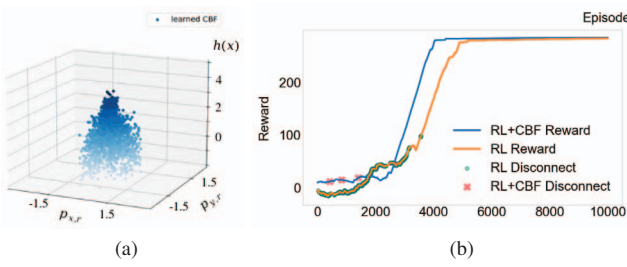 learned CBF
h(x)
4
2
0
-1.5
p_{x,r}
1.5
-1.5
p_{y,r}
1.5
(a)
Episode
Reward
200
100
0
RL+CBF Reward
RL Reward
RL Disconnect
RL+CBF Disconnect
0 2000 4000 6000 8000 10000
(b)